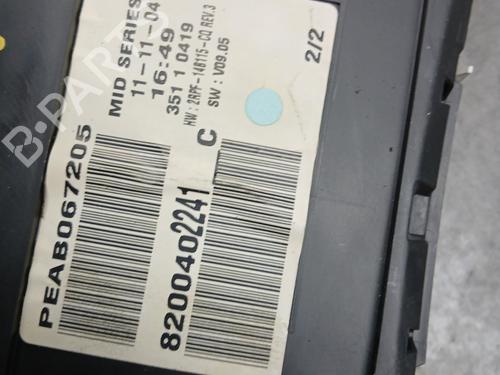 PEAB067205
MID SERIES
11-11-04
16:49
351 1 0419
HW : 2RPF-14B115-CQ REV.3
SW : V09.05
2/2
8200402241
C
B-PARTS